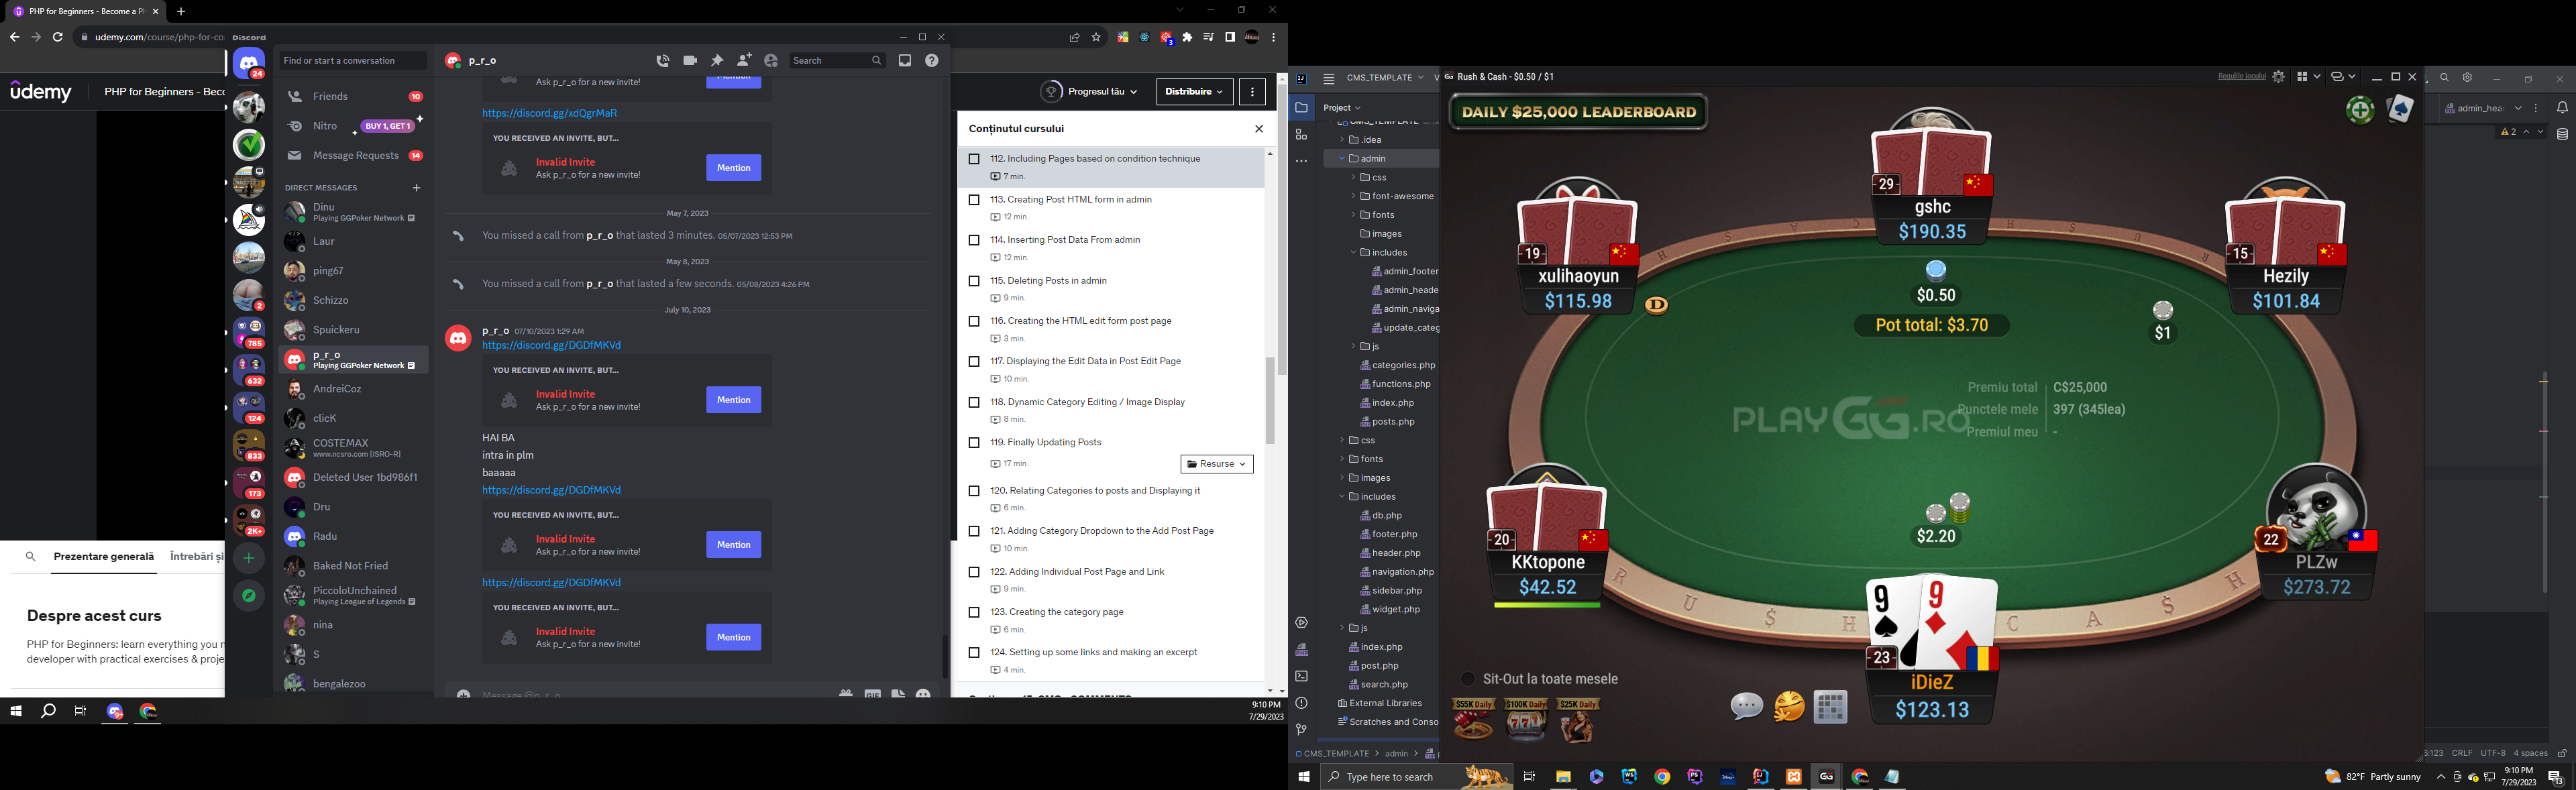 PHP for Beginners - Become a P
udemy.com/course/php-for-co
3
ûdemy
PHP for Beginners - Beco
Progresul tău
Distribuire
Prezentare generală
Întrebări și
Despre acest curs
PHP for Beginners: learn everything you n
developer with practical exercises & proje
Discord
24
2
785
632
124
833
173
2K+
Find or start a conversation
Friends
10
Nitro
BUY 1, GET 1
Message Requests
14
DIRECT MESSAGES
Dinu
Playing GGPoker Network
Laur
ping67
Schizzo
Spuickeru
p_r_o
Playing GGPoker Network
AndreiCoz
clicK
COSTEMAX
www.ncsro.com [ISRO-R]
Deleted User 1bd986f1
Dru
Radu
Baked Not Fried
PiccoloUnchained
Playing League of Legends
nina
S
bengalezoo
p_r_o
Search
Ask p_r_o for a new invite!
Mention
https://discord.gg/xdQgrMaR
YOU RECEIVED AN INVITE, BUT...
Invalid Invite
Ask p_r_o for a new invite!
Mention
May 7, 2023
You missed a call from p_r_o that lasted 3 minutes. 05/07/2023 12:53 PM
May 8, 2023
You missed a call from p_r_o that lasted a few seconds. 05/08/2023 4:26 PM
July 10, 2023
p_r_o 07/10/2023 1:29 AM
https://discord.gg/DGDfMKVd
YOU RECEIVED AN INVITE, BUT...
Invalid Invite
Ask p_r_o for a new invite!
Mention
HAI BA
intra in plm
baaaaa
https://discord.gg/DGDfMKVd
YOU RECEIVED AN INVITE, BUT...
Invalid Invite
Ask p_r_o for a new invite!
Mention
https://discord.gg/DGDfMKVd
YOU RECEIVED AN INVITE, BUT...
Invalid Invite
Ask p_r_o for a new invite!
Mention
Message @p_r_o
GIF
Conținutul cursului
112. Including Pages based on condition technique
7 min.
113. Creating Post HTML form in admin
12 min.
114. Inserting Post Data From admin
12 min.
115. Deleting Posts in admin
9 min.
116. Creating the HTML edit form post page
3 min.
117. Displaying the Edit Data in Post Edit Page
10 min.
118. Dynamic Category Editing / Image Display
8 min.
119. Finally Updating Posts
17 min.
Resurse
120. Relating Categories to posts and Displaying it
6 min.
121. Adding Category Dropdown to the Add Post Page
10 min.
122. Adding Individual Post Page and Link
9 min.
123. Creating the category page
6 min.
124. Setting up some links and making an excerpt
4 min.
9:10 PM
7/29/2023
CMS_TEMPLATE
Project
CMS_TEMPLATE
.idea
admin
css
font-awesome
fonts
images
includes
admin_footer
admin_heade
admin_naviga
update_categ
js
categories.php
functions.php
index.php
posts.php
css
fonts
images
includes
db.php
footer.php
header.php
navigation.php
sidebar.php
widget.php
js
index.php
post.php
search.php
External Libraries
Scratches and Conso
CMS_TEMPLATE > admin >
Rush & Cash - $0.50 / $1
Regulile jocului
DAILY $25,000 LEADERBOARD
29
gshc
$190.35
19
xulihaoyun
$115.98
15
Hezily
$101.84
D
$0.50
Pot total: $3.70
$1
Premiu total C$25,000
Punctele mele 397 (345lea)
Premiul meu -
PLAYGG.RO
$2.20
20
KKtopone
$42.52
22
PLZw
$273.72
RUSH CASH
9
9
23
iDieZ
$123.13
Sit-Out la toate mesele
$55K Daily
$100K Daily
$25K Daily
admin_hea
2
6:123 CRLF UTF-8 4 spaces
Type here to search
82°F Partly sunny
9:10 PM
7/29/2023
13